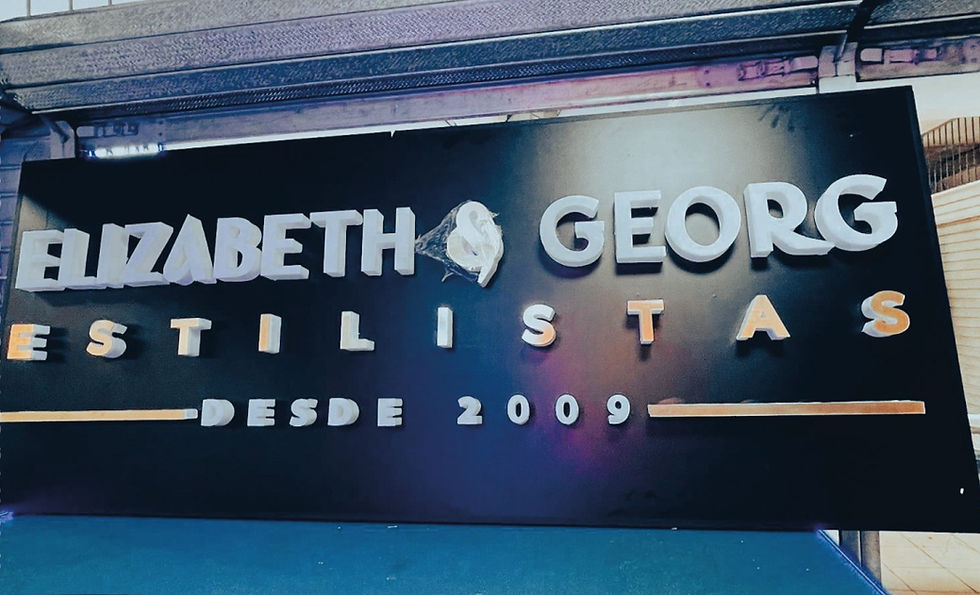 ELIZABETH & GEORG
ESTILISTAS
DESDE 2009